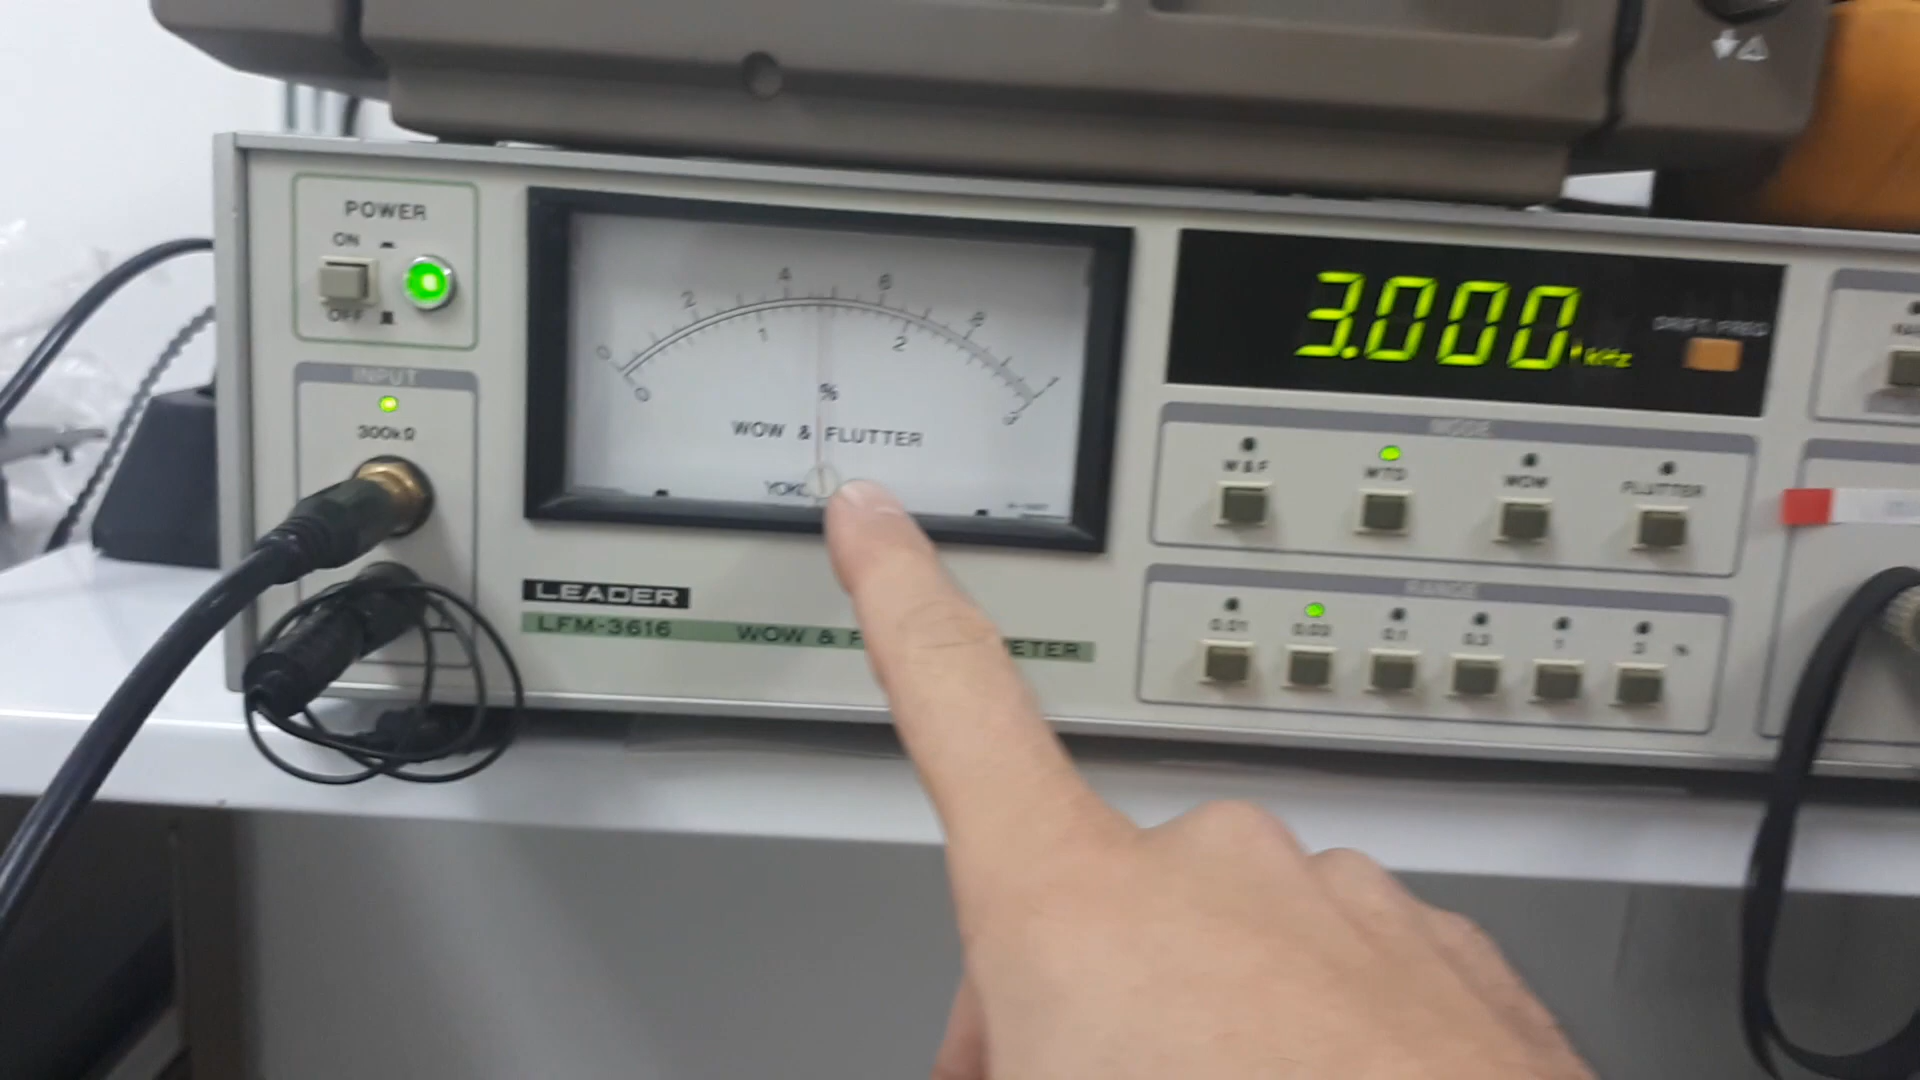 POWER
ON
OFF
INPUT
300kΩ
0 2 4 6 8 1
0 1 2 3
%
WOW & FLUTTER
3.000 kHz
DRIFT/FREQ
MODE
W&F WTD WOW FLUTTER
RANGE
0.01 0.03 0.1 0.3 1 3 %
LEADER
LFM-3616 WOW &